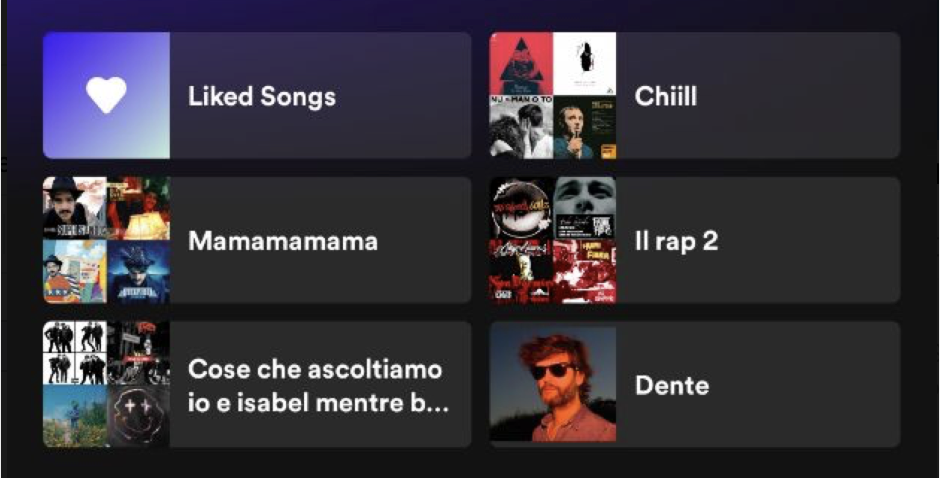 Liked Songs
Chiill
Mamamamama
Il rap 2
Cose che ascoltiamo
io e isabel mentre b...
Dente